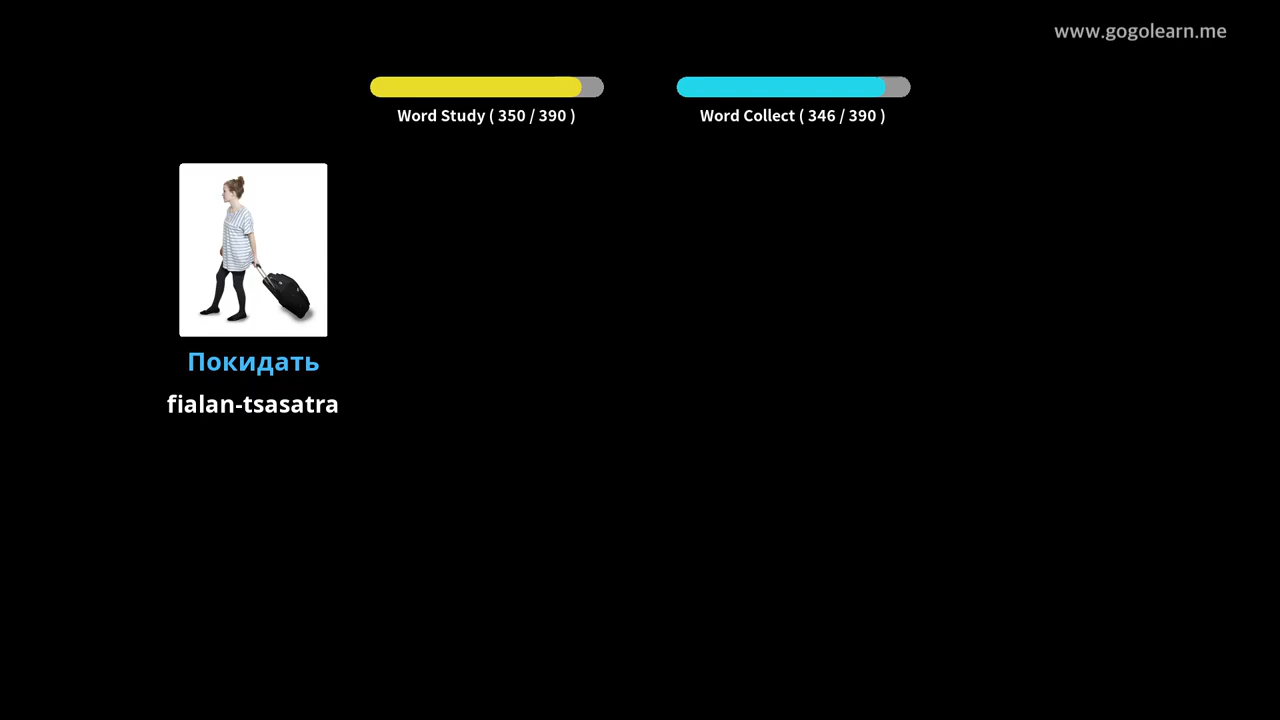 www.gogolearn.me
Word Study ( 350 / 390 )
Word Collect ( 346 / 390 )
Покидать
fialan-tsasatra